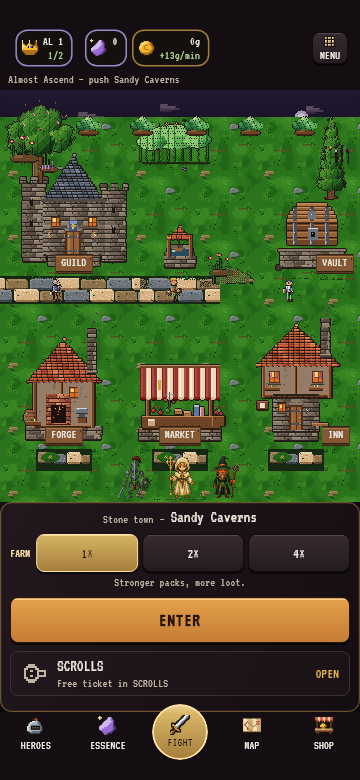 AL 1
1/2
0
0g
+13g/min
MENU
Almost Ascend - push Sandy Caverns
GUILD
VAULT
FORGE
MARKET
INN
Stone town - Sandy Caverns
FARM
1X
2X
4X
Stronger packs, more loot.
ENTER
SCROLLS
Free ticket in SCROLLS
OPEN
HEROES
ESSENCE
FIGHT
MAP
SHOP